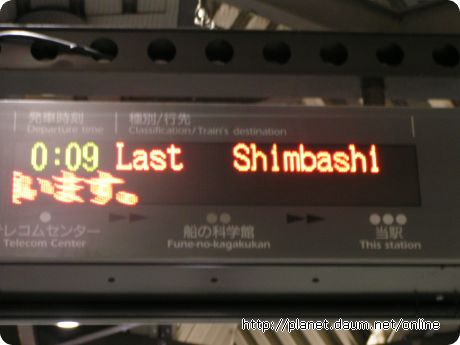 発車時刻 種別/行先
Departure time Classification/Train's destination
0:09 Last Shimbashi
います。
テレコムセンター 船の科学館 当駅
Telecom Center Fune-no-kagakukan This station
http://planet.daum.net/online